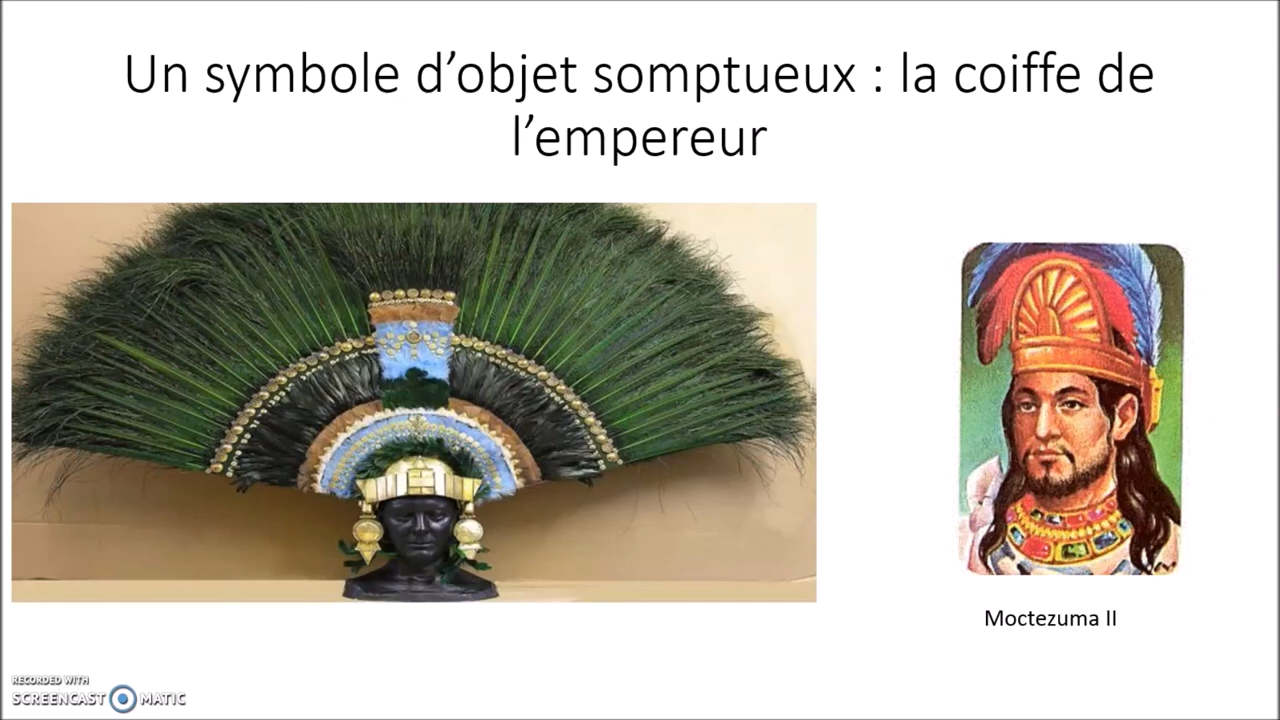 Un symbole d’objet somptueux : la coiffe de
l’empereur
Moctezuma II
RECORDED WITH
SCREENCAST MATIC